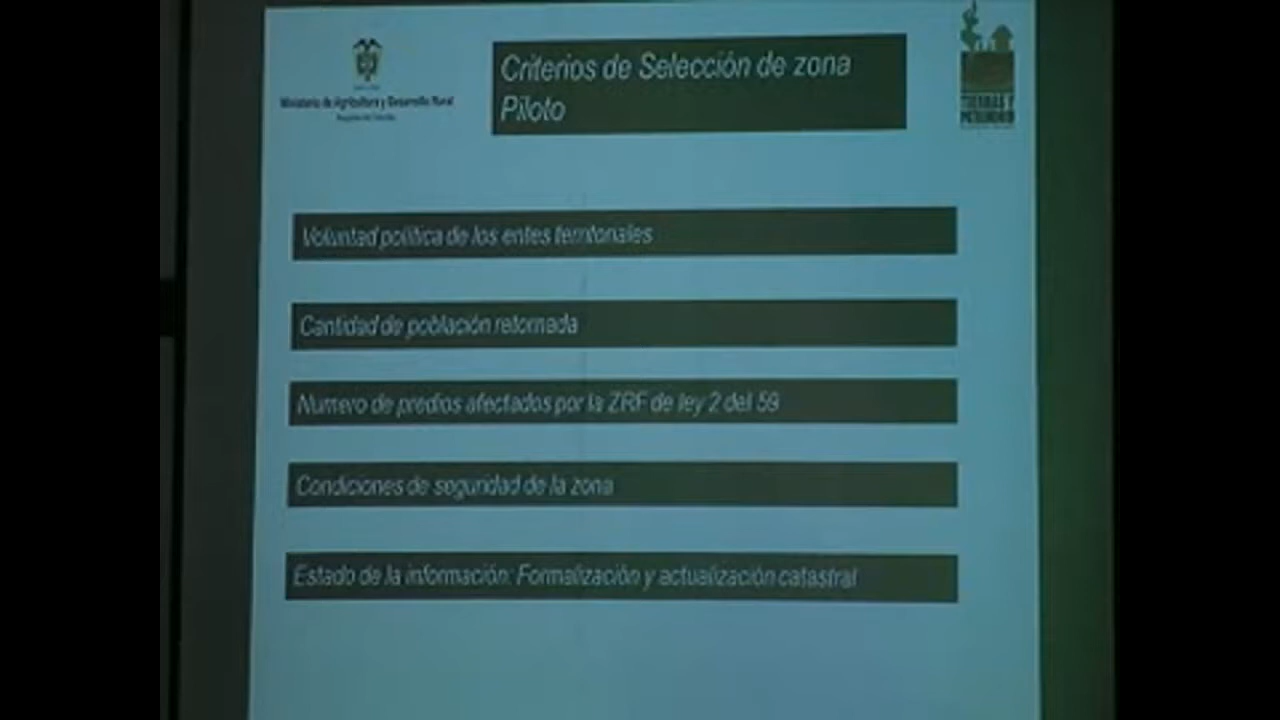 Ministerio de Agricultura y Desarrollo Rural
Criterios de Selección de zona
Piloto
TIERRAS Y
PATRIMONIO
Voluntad política de los entes territoriales
Cantidad de población retornada
Numero de predios afectados por la ZRF de ley 2 del 59
Condiciones de seguridad de la zona
Estado de la información: Formalización y actualización catastral